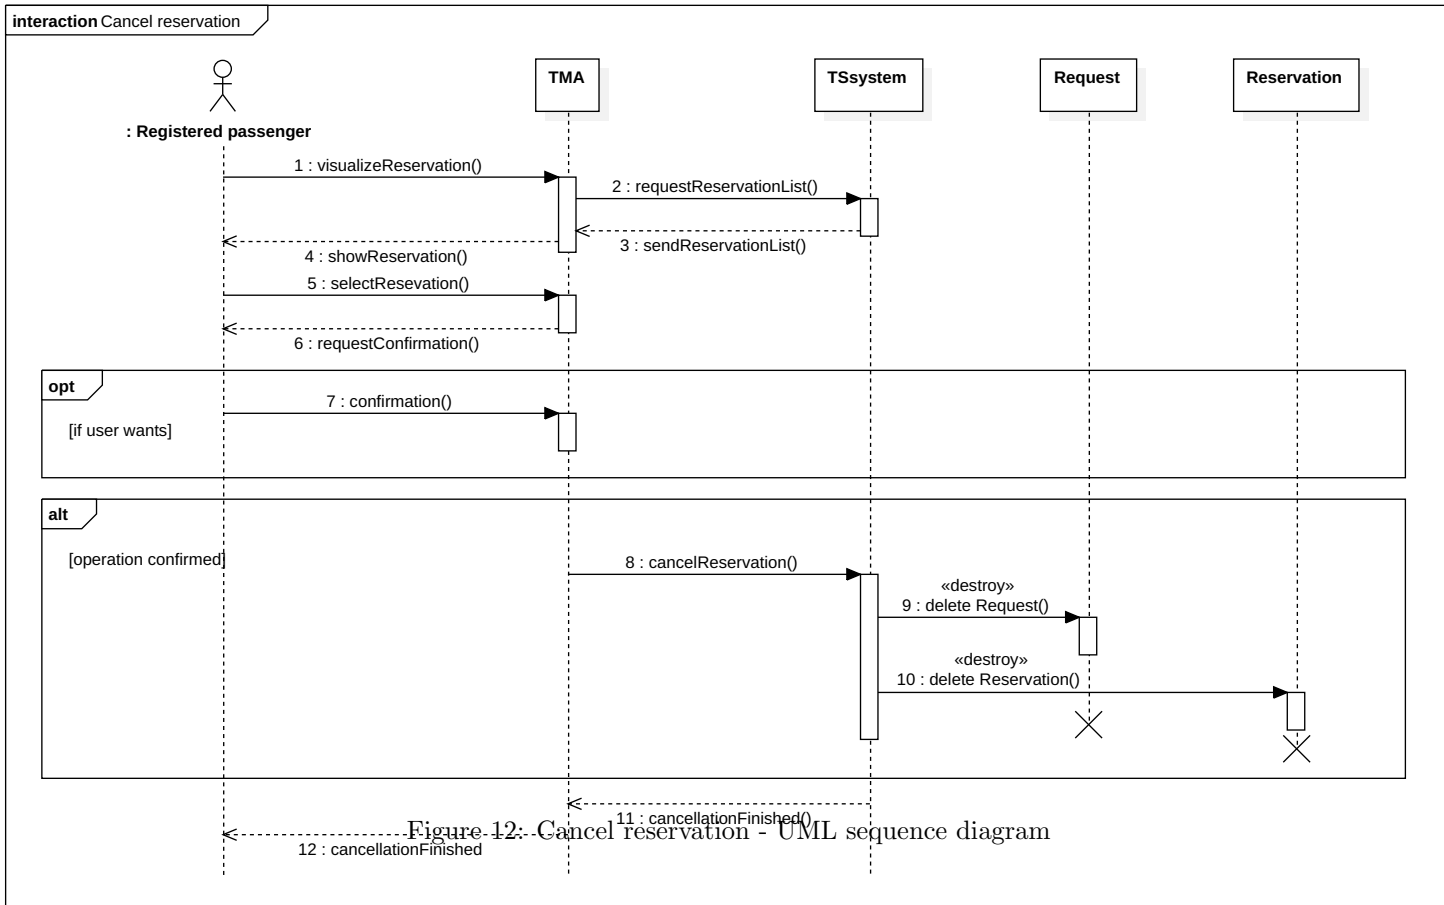 interaction Cancel reservation
: Registered passenger
TMA
TSsystem
Request
Reservation
1 : visualizeReservation()
2 : requestReservationList()
3 : sendReservationList()
4 : showReservation()
5 : selectResevation()
6 : requestConfirmation()
opt
7 : confirmation()
[if user wants]
alt
[operation confirmed]
8 : cancelReservation()
«destroy»
9 : delete Request()
«destroy»
10 : delete Reservation()
11 : cancellationFinished()
Figure 12: Cancel reservation - UML sequence diagram
12 : cancellationFinished